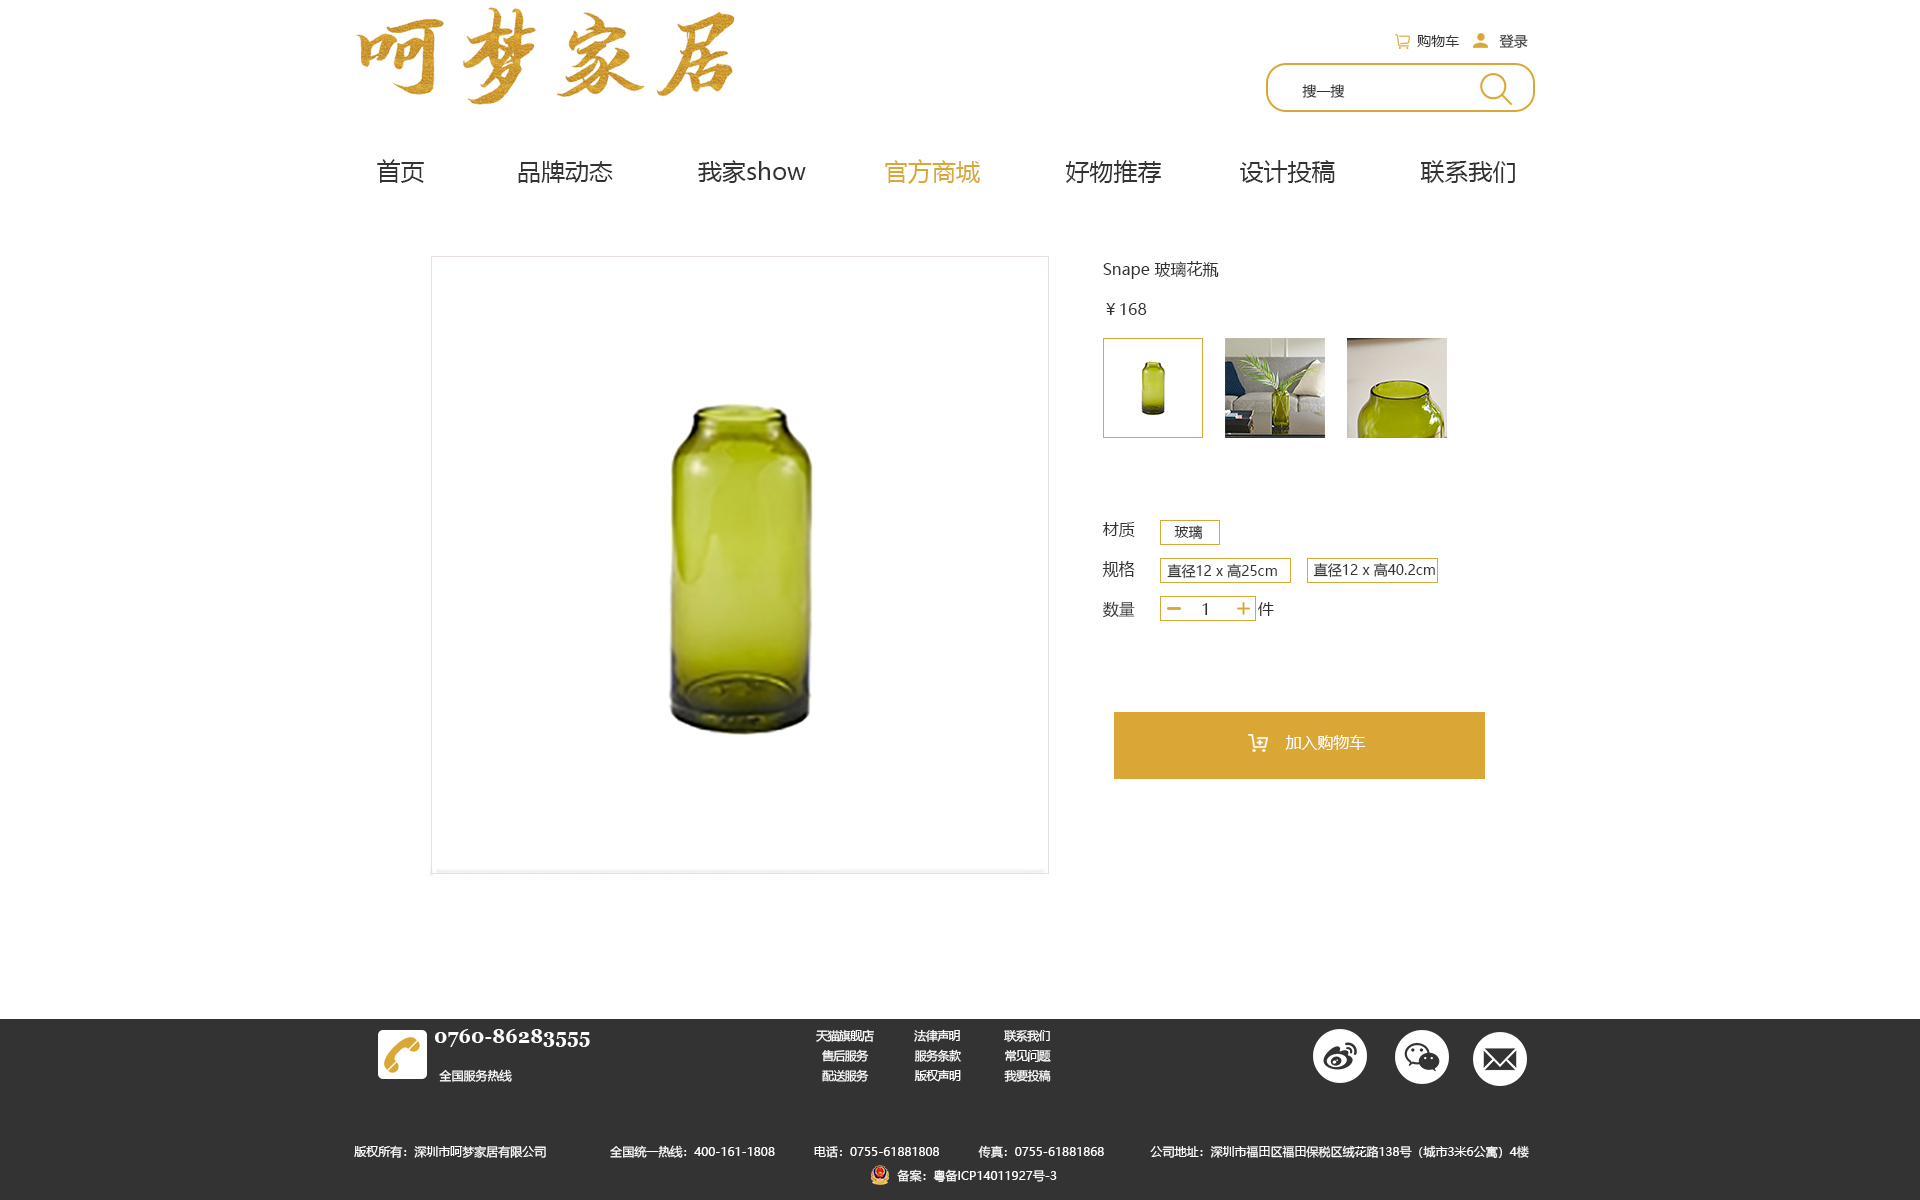 呵梦家居
购物车 登录
搜一搜
首页 品牌动态 我家show 官方商城 好物推荐 设计投稿 联系我们
Snape 玻璃花瓶
¥ 168
材质 玻璃
规格 直径12 x 高25cm 直径12 x 高40.2cm
数量 1 件
加入购物车
0760-86283555
全国服务热线
天猫旗舰店 法律声明 联系我们
售后服务 服务条款 常见问题
配送服务 版权声明 我要投稿
版权所有：深圳市呵梦家居有限公司 全国统一热线：400-161-1808 电话：0755-61881808 传真：0755-61881868 公司地址：深圳市福田区福田保税区绒花路138号（城市3米6公寓）4楼
备案：粤备ICP14011927号-3